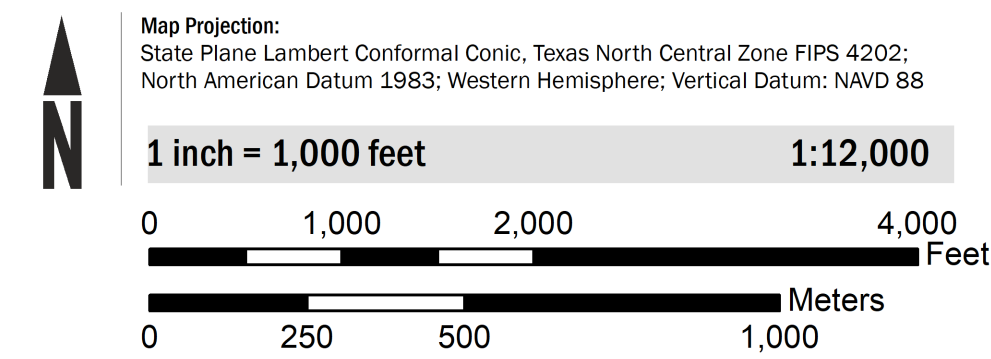 N
Map Projection:
State Plane Lambert Conformal Conic, Texas North Central Zone FIPS 4202;
North American Datum 1983; Western Hemisphere; Vertical Datum: NAVD 88
1 inch = 1,000 feet 1:12,000
0 1,000 2,000 4,000
Feet
Meters
0 250 500 1,000